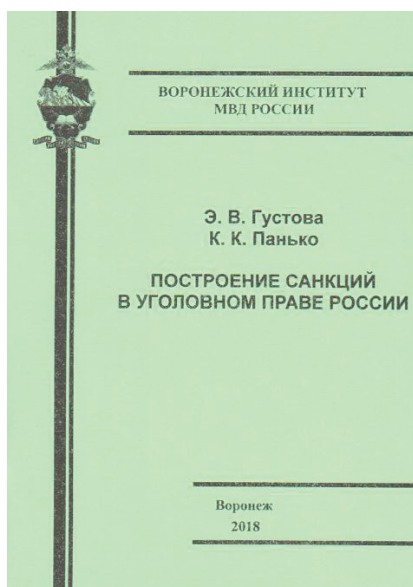 ВОРОНЕЖСКИЙ ИНСТИТУТ
МВД РОССИИ
Э. В. Густова
К. К. Панько
ПОСТРОЕНИЕ САНКЦИЙ
В УГОЛОВНОМ ПРАВЕ РОССИИ
Воронеж
2018